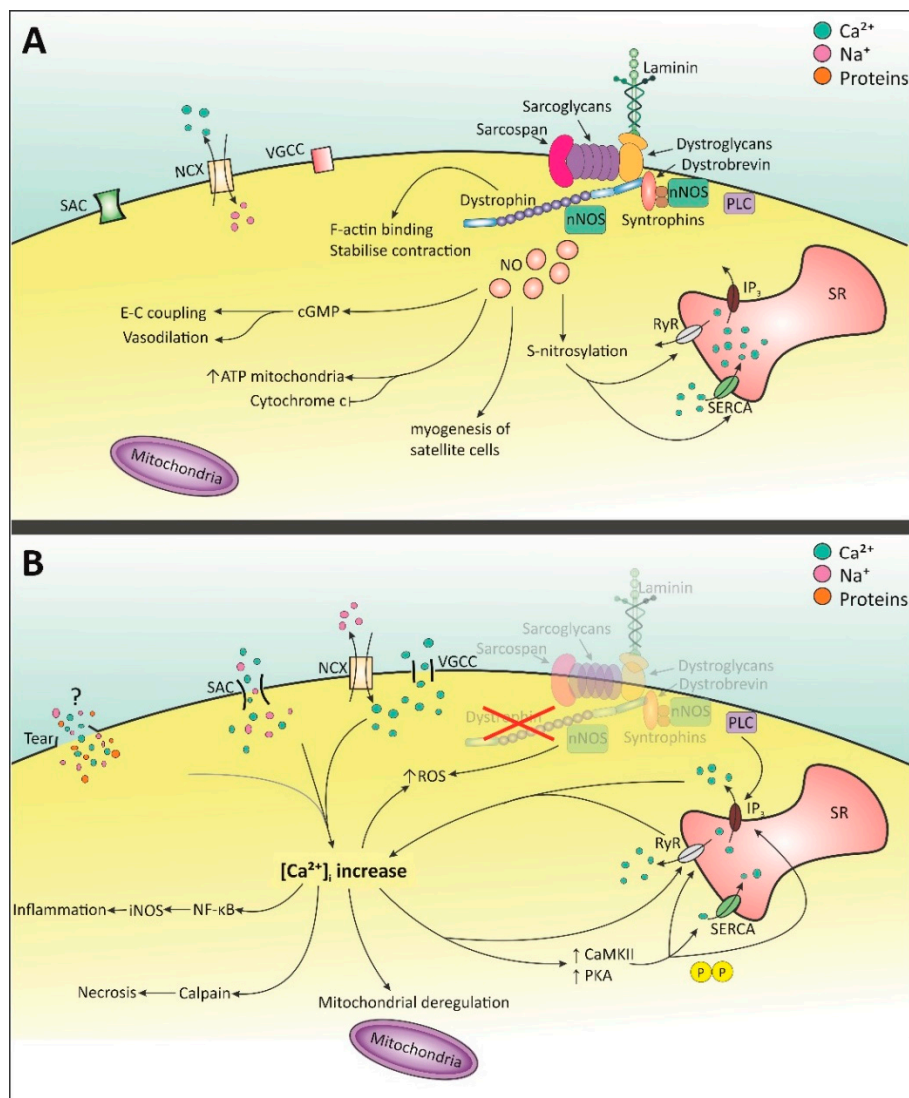 A
Ca²⁺
Na⁺
Proteins
Laminin
Sarcoglycans
Sarcospan
NCX
VGCC
SAC
Dystroglycans
Dystrobrevin
Dystrophin
nNOS
nNOS
Syntrophins
PLC
F-actin binding
Stabilise contraction
NO
IP₃
SR
E-C coupling
cGMP
Vasodilation
RyR
S-nitrosylation
↑ATP mitochondria
Cytochrome c
SERCA
myogenesis of
satellite cells
Mitochondria
B
Ca²⁺
Na⁺
Proteins
Laminin
Sarcoglycans
Sarcospan
NCX
VGCC
SAC
?
Tear
Dystroglycans
Dystrobrevin
Dystrophin
nNOS
nNOS
Syntrophins
PLC
↑ROS
IP₃
SR
RyR
[Ca²⁺]ᵢ increase
Inflammation
iNOS
NF-κB
SERCA
↑ CaMKII
↑ PKA
P
P
Necrosis
Calpain
Mitochondrial deregulation
Mitochondria